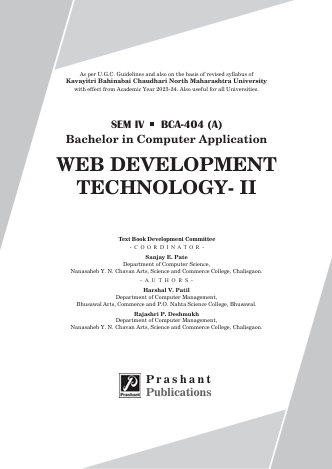 As per U.G.C. Guidelines and also on the basis of revised syllabus of
Kavayitri Bahinabai Chaudhari North Maharashtra University
with effect from Academic Year 2023-24. Also useful for all Universities.
SEM IV ■ BCA-404 (A)
Bachelor in Computer Application
WEB DEVELOPMENT
TECHNOLOGY- II
Text Book Development Committee
- COORDINATOR -
Sanjay E. Pate
Department of Computer Science,
Nanasaheb Y. N. Chavan Arts, Science and Commerce College, Chalisgaon.
- AUTHORS -
Harshal V. Patil
Department of Computer Management,
Bhusawal Arts, Commerce and P.O. Nahta Science College, Bhusawal.
Rajashri P. Deshmukh
Department of Computer Management,
Nanasaheb Y. N. Chavan Arts, Science and Commerce College, Chalisgaon.
Prashant
Prashant
Publications